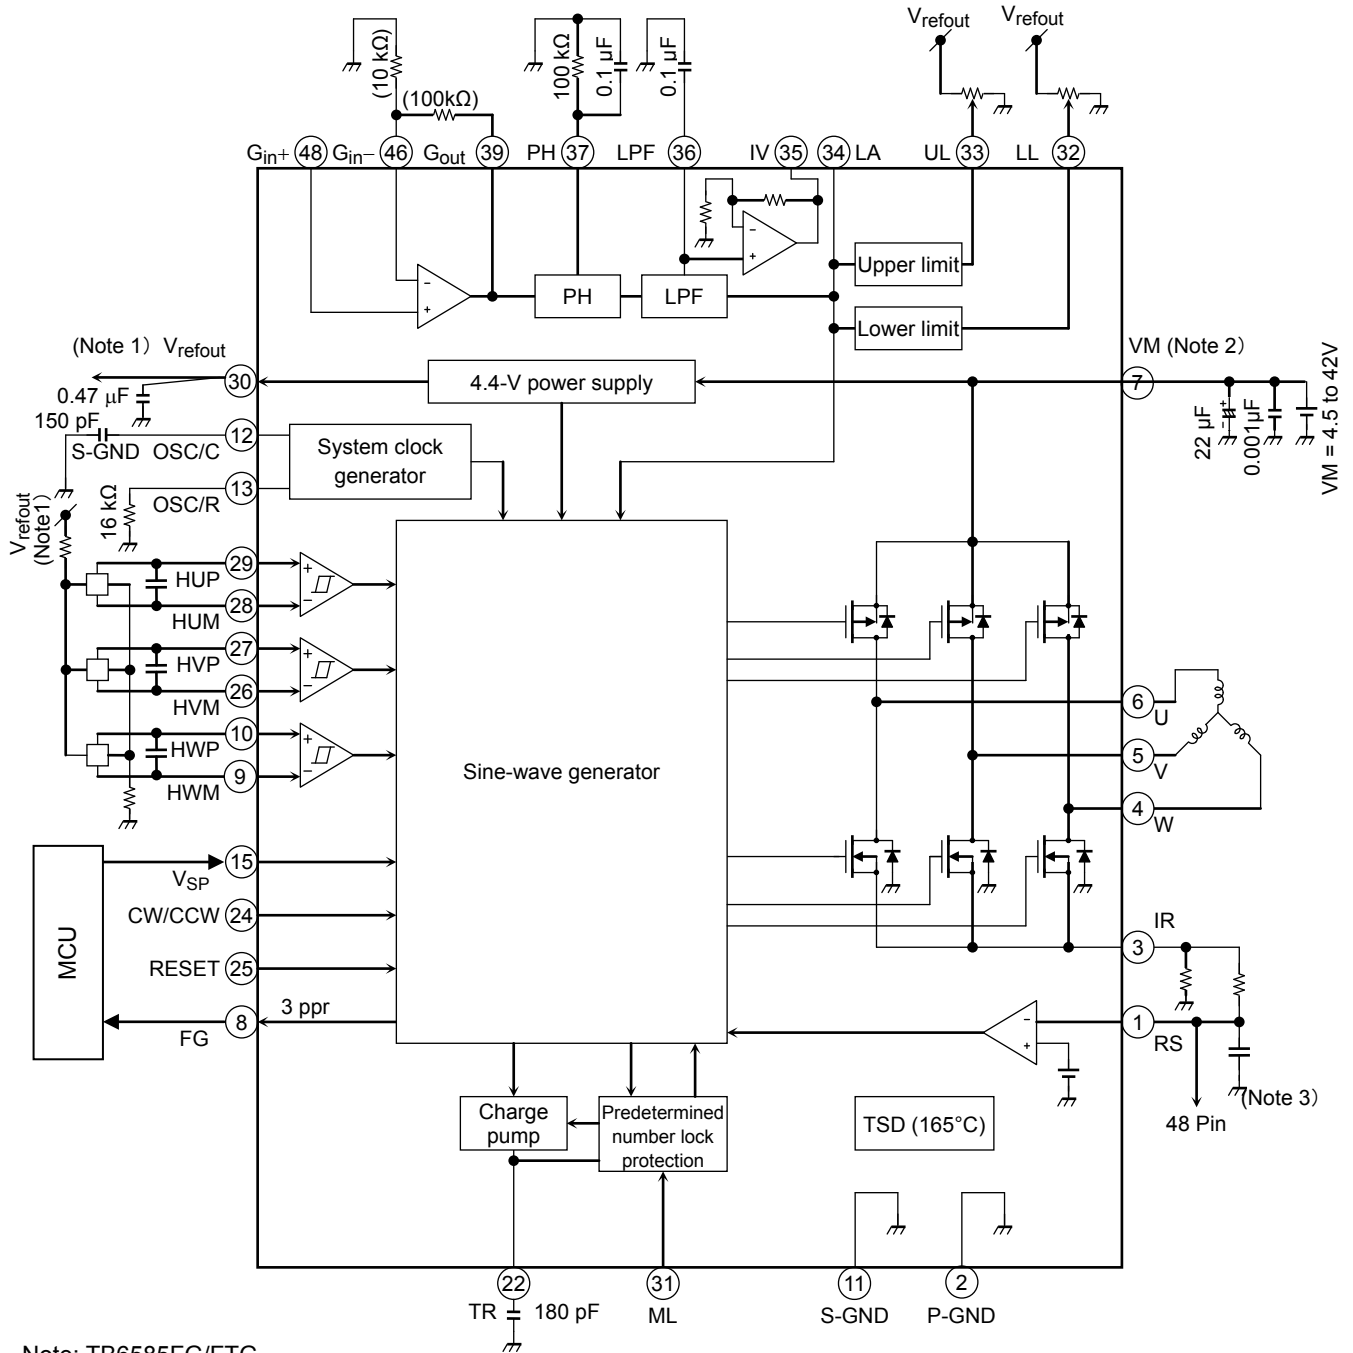 Vrefout
Vrefout
(10 kΩ)
(100kΩ)
100 kΩ
0.1 μF
0.1 μF
Gin+ 48
Gin− 46
Gout 39
PH 37
LPF 36
IV 35
34 LA
UL 33
LL 32
Upper limit
PH
LPF
Lower limit
(Note 1) Vrefout
30
0.47 μF
4.4-V power supply
VM (Note 2)
7
22 μF
0.001μF
VM = 4.5 to 42V
150 pF
S-GND OSC/C 12
System clock
generator
13
OSC/R
16 kΩ
Vrefout
(Note1)
29
HUP
28
HUM
27
HVP
26
HVM
10
HWP
9
HWM
Sine-wave generator
6
U
5
V
4
W
MCU
15
VSP
CW/CCW 24
RESET 25
3 ppr
8
FG
IR
3
1
RS
(Note 3)
48 Pin
Charge
pump
Predetermined
number lock
protection
TSD (165°C)
22
TR 180 pF
31
ML
11
S-GND
2
P-GND